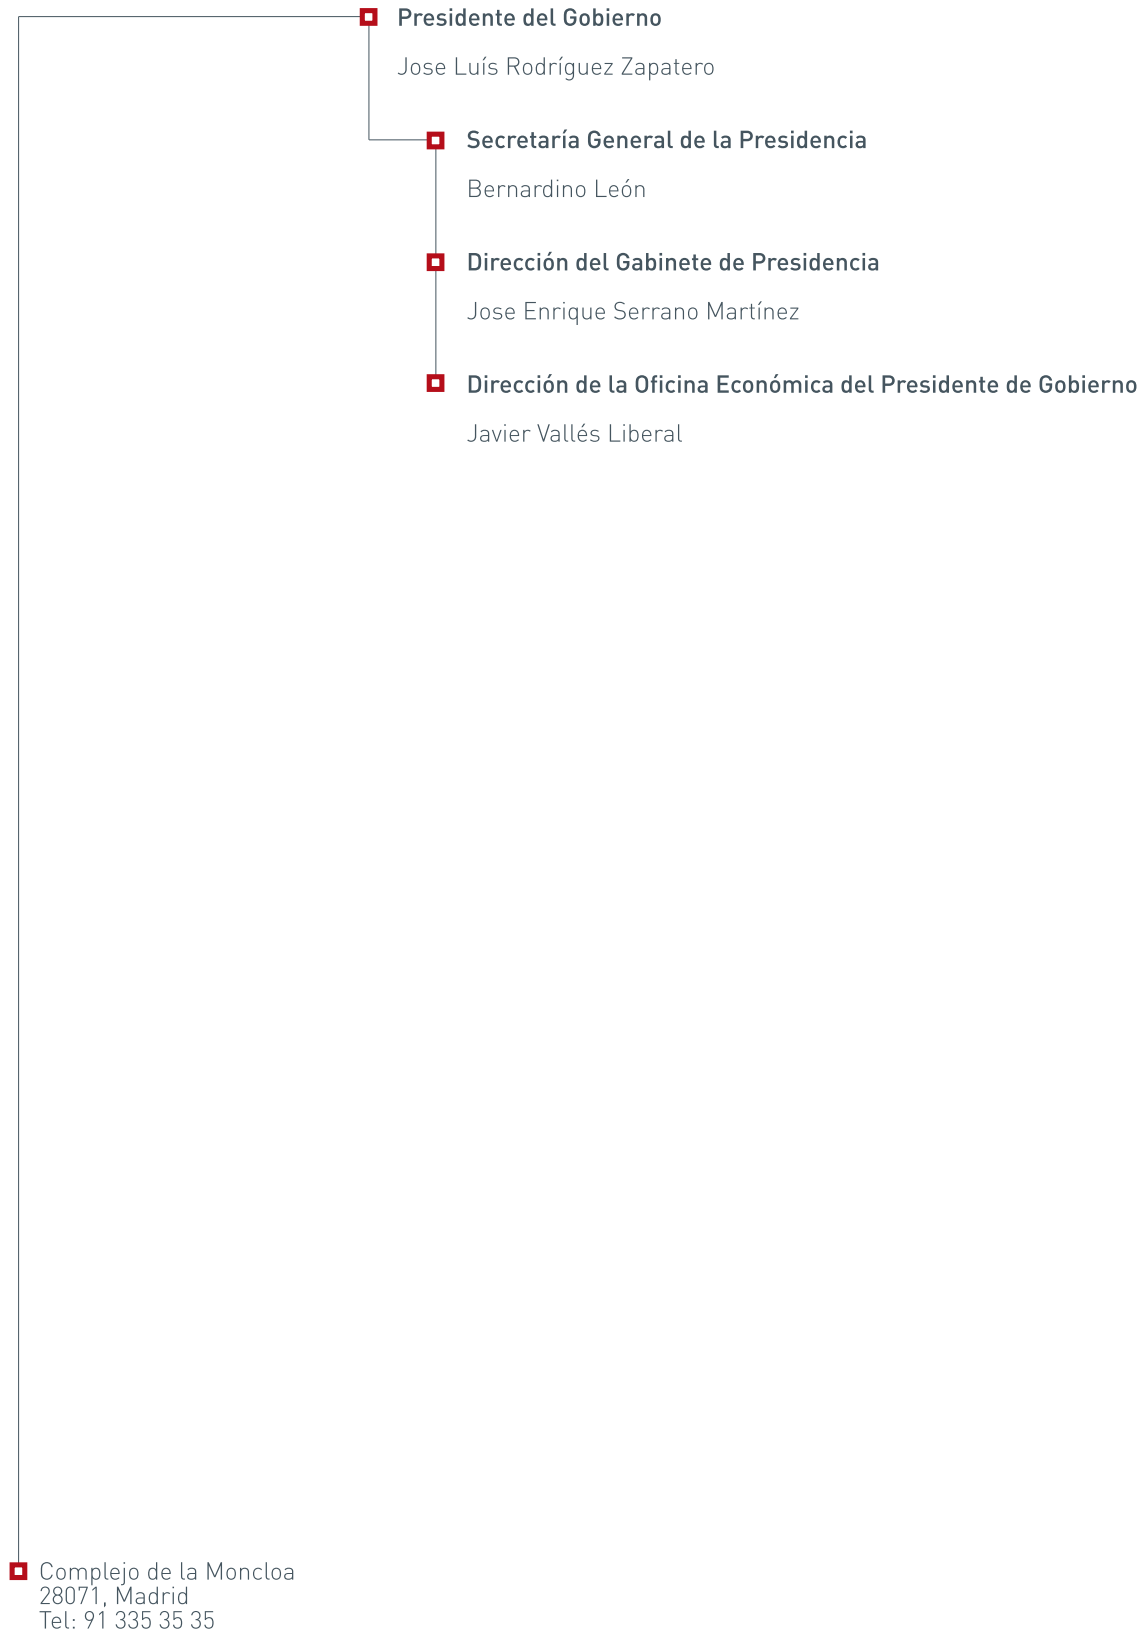 Presidente del Gobierno
Jose Luís Rodríguez Zapatero
Secretaría General de la Presidencia
Bernardino León
Dirección del Gabinete de Presidencia
Jose Enrique Serrano Martínez
Dirección de la Oficina Económica del Presidente de Gobierno
Javier Vallés Liberal
Complejo de la Moncloa
28071, Madrid
Tel: 91 335 35 35